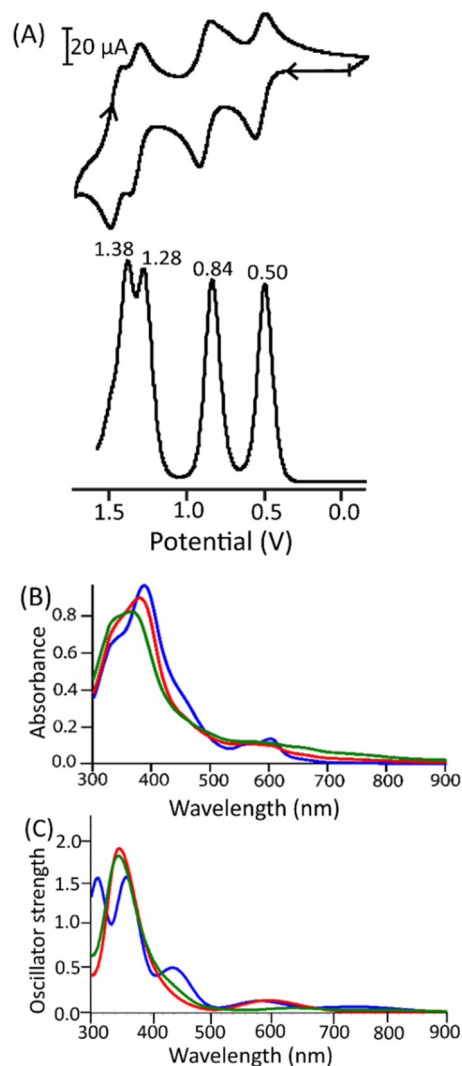 (A)
20 µA
1.38
1.28
0.84
0.50
1.5 1.0 0.5 0.0
Potential (V)
(B)
0.8
0.6
0.4
0.2
0.0
Absorbance
300 400 500 600 700 800 900
Wavelength (nm)
(C)
2.0
1.5
1.0
0.5
0.0
Oscillator strength
300 400 500 600 700 800 900
Wavelength (nm)